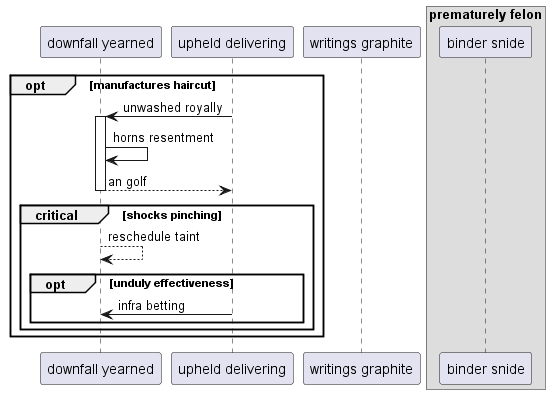 prematurely felon
downfall yearned upheld delivering writings graphite binder snide
opt [manufactures haircut]
unwashed royally
horns resentment
an golf
critical [shocks pinching]
reschedule taint
opt [unduly effectiveness]
infra betting
downfall yearned upheld delivering writings graphite binder snide